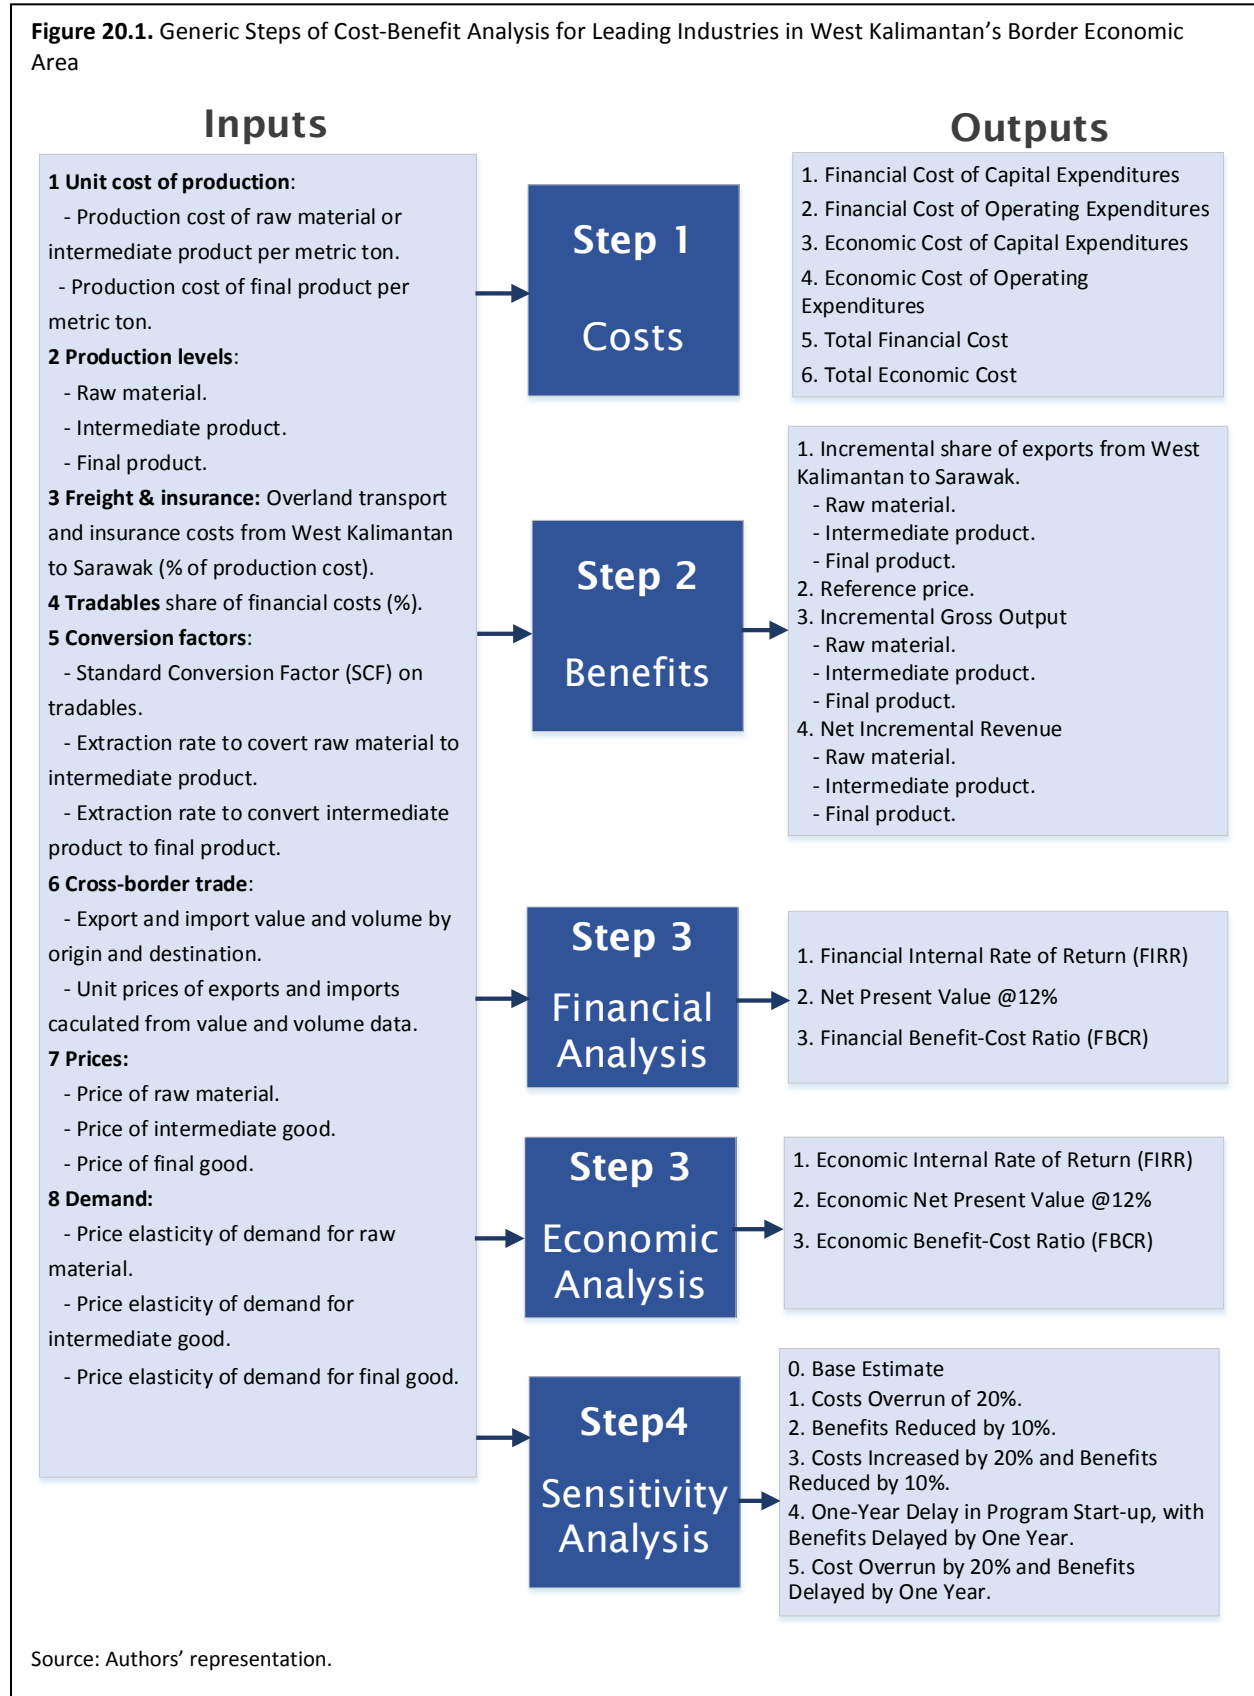 Figure 20.1. Generic Steps of Cost-Benefit Analysis for Leading Industries in West Kalimantan’s Border Economic
Area
Inputs
1 Unit cost of production:
- Production cost of raw material or
intermediate product per metric ton.
- Production cost of final product per
metric ton.
2 Production levels:
- Raw material.
- Intermediate product.
- Final product.
3 Freight & insurance: Overland transport
and insurance costs from West Kalimantan
to Sarawak (% of production cost).
4 Tradables share of financial costs (%).
5 Conversion factors:
- Standard Conversion Factor (SCF) on
tradables.
- Extraction rate to covert raw material to
intermediate product.
- Extraction rate to convert intermediate
product to final product.
6 Cross-border trade:
- Export and import value and volume by
origin and destination.
- Unit prices of exports and imports
caculated from value and volume data.
7 Prices:
- Price of raw material.
- Price of intermediate good.
- Price of final good.
8 Demand:
- Price elasticity of demand for raw
material.
- Price elasticity of demand for
intermediate good.
- Price elasticity of demand for final good.
Step 1
Costs
Step 2
Benefits
Step 3
Financial
Analysis
Step 3
Economic
Analysis
Step4
Sensitivity
Analysis
Outputs
1. Financial Cost of Capital Expenditures
2. Financial Cost of Operating Expenditures
3. Economic Cost of Capital Expenditures
4. Economic Cost of Operating
Expenditures
5. Total Financial Cost
6. Total Economic Cost
1. Incremental share of exports from West
Kalimantan to Sarawak.
- Raw material.
- Intermediate product.
- Final product.
2. Reference price.
3. Incremental Gross Output
- Raw material.
- Intermediate product.
- Final product.
4. Net Incremental Revenue
- Raw material.
- Intermediate product.
- Final product.
1. Financial Internal Rate of Return (FIRR)
2. Net Present Value @12%
3. Financial Benefit-Cost Ratio (FBCR)
1. Economic Internal Rate of Return (FIRR)
2. Economic Net Present Value @12%
3. Economic Benefit-Cost Ratio (FBCR)
0. Base Estimate
1. Costs Overrun of 20%.
2. Benefits Reduced by 10%.
3. Costs Increased by 20% and Benefits
Reduced by 10%.
4. One-Year Delay in Program Start-up, with
Benefits Delayed by One Year.
5. Cost Overrun by 20% and Benefits
Delayed by One Year.
Source: Authors’ representation.